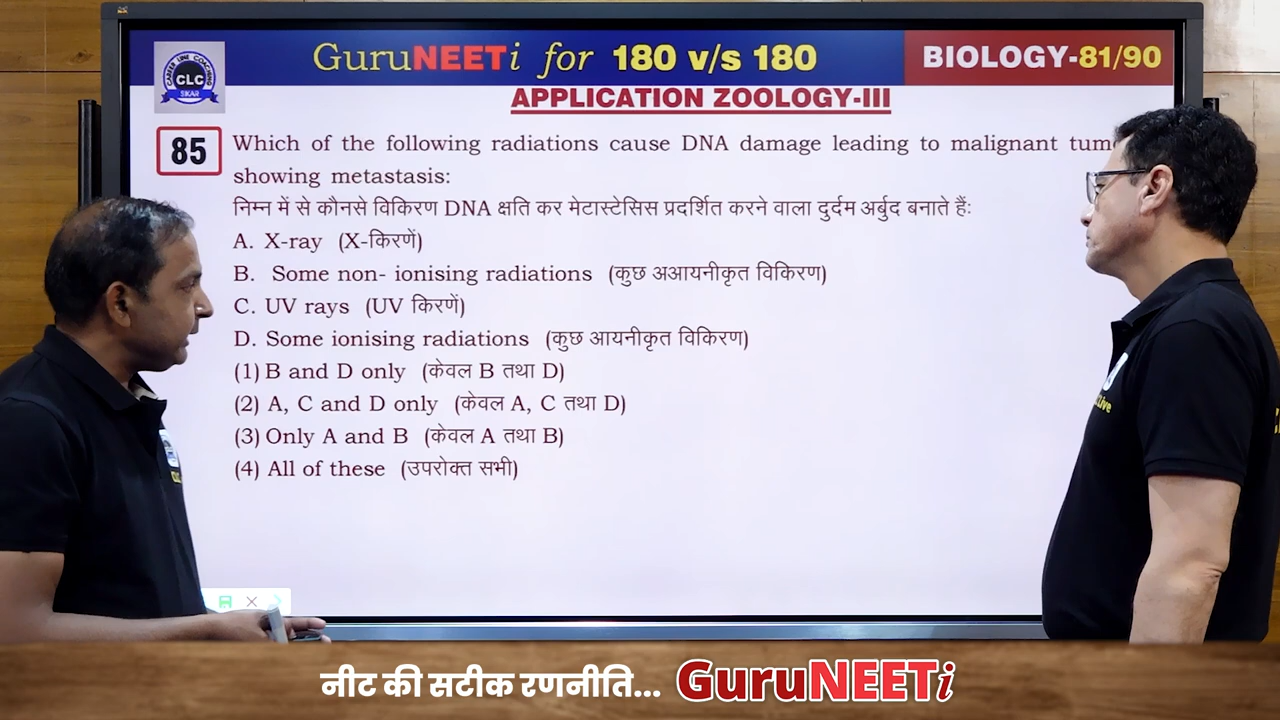 GuruNEETi for 180 v/s 180
BIOLOGY-81/90
CAREER LINE COACHING
CLC
SIKAR
APPLICATION ZOOLOGY-III
85
Which of the following radiations cause DNA damage leading to malignant
showing metastasis:
निम्न में से कौनसे विकिरण DNA क्षति कर मेटास्टेसिस प्रदर्शित करने वाला दुर्दम अर्बुद बनाते हैं:
A. X-ray (X-किरणें)
B. Some non- ionising radiations (कुछ अआयनीकृत विकिरण)
C. UV rays (UV किरणें)
D. Some ionising radiations (कुछ आयनीकृत विकिरण)
(1) B and D only (केवल B तथा D)
(2) A, C and D only (केवल A, C तथा D)
(3) Only A and B (केवल A तथा B)
(4) All of these (उपरोक्त सभी)
नीट की सटीक रणनीति... GuruNEETi